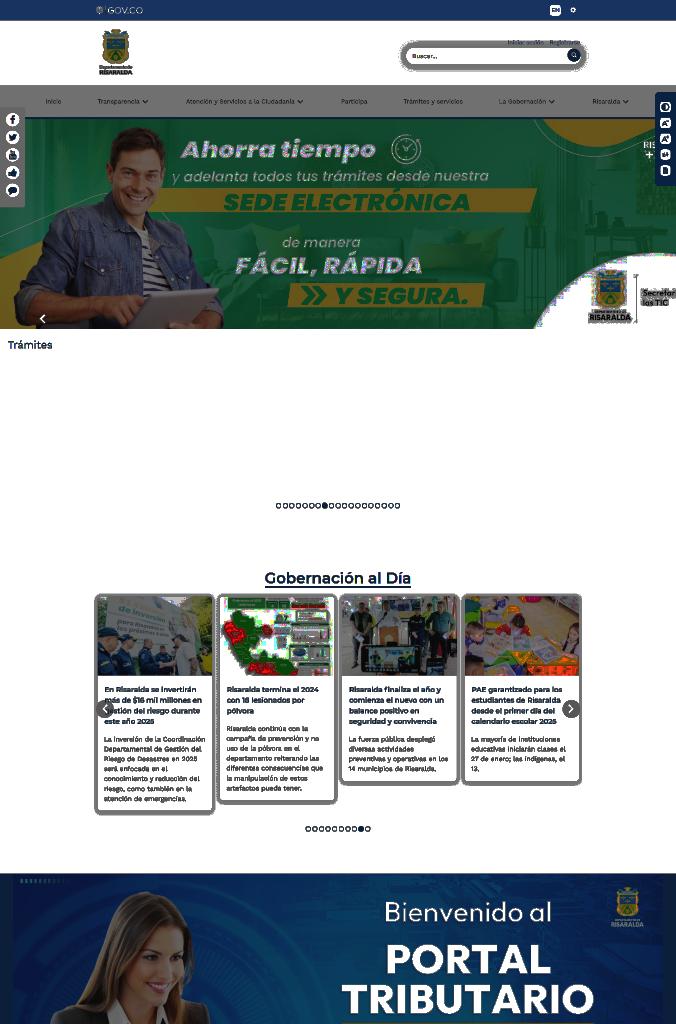 GOV.CO
EN
Departamento de
RISARALDA
Iniciar sesión
Registrarse
Buscar...
Inicio
Transparencia
Atención y Servicios a la Ciudadanía
Participa
Trámites y servicios
La Gobernación
Risaralda
Ahorra tiempo
y adelanta todos tus trámites desde nuestra
SEDE ELECTRÓNICA
de manera
FÁCIL, RÁPIDA
Y SEGURA.
RIS
RISARALDA
Secretar
las TIC
Trámites
Gobernación al Día
En Risaralda se invertirán
más de $16 mil millones en
gestión del riesgo durante
este año 2025
La inversión de la Coordinación
Departamental de Gestión del
Riesgo de Desastres en 2025
será enfocada en el
conocimiento y reducción del
riesgo, como también en la
atención de emergencias.
Risaralda termina el 2024
con 18 lesionados por
pólvora
Risaralda continúa con la
campaña de prevención y no
uso de la pólvora en el
departamento reiterando las
diferentes consecuencias que
la manipulación de estos
artefactos puede tener.
Risaralda finaliza el año y
comienza el nuevo con un
balance positivo en
seguridad y convivencia
La fuerza pública desplegó
diversas actividades
preventivas y operativas en los
14 municipios de Risaralda.
PAE garantizado para los
estudiantes de Risaralda
desde el primer día del
calendario escolar 2025
La mayoría de instituciones
educativas iniciarán clases el
27 de enero; las indígenas, el
13.
Bienvenido al
PORTAL
TRIBUTARIO
RISARALDA